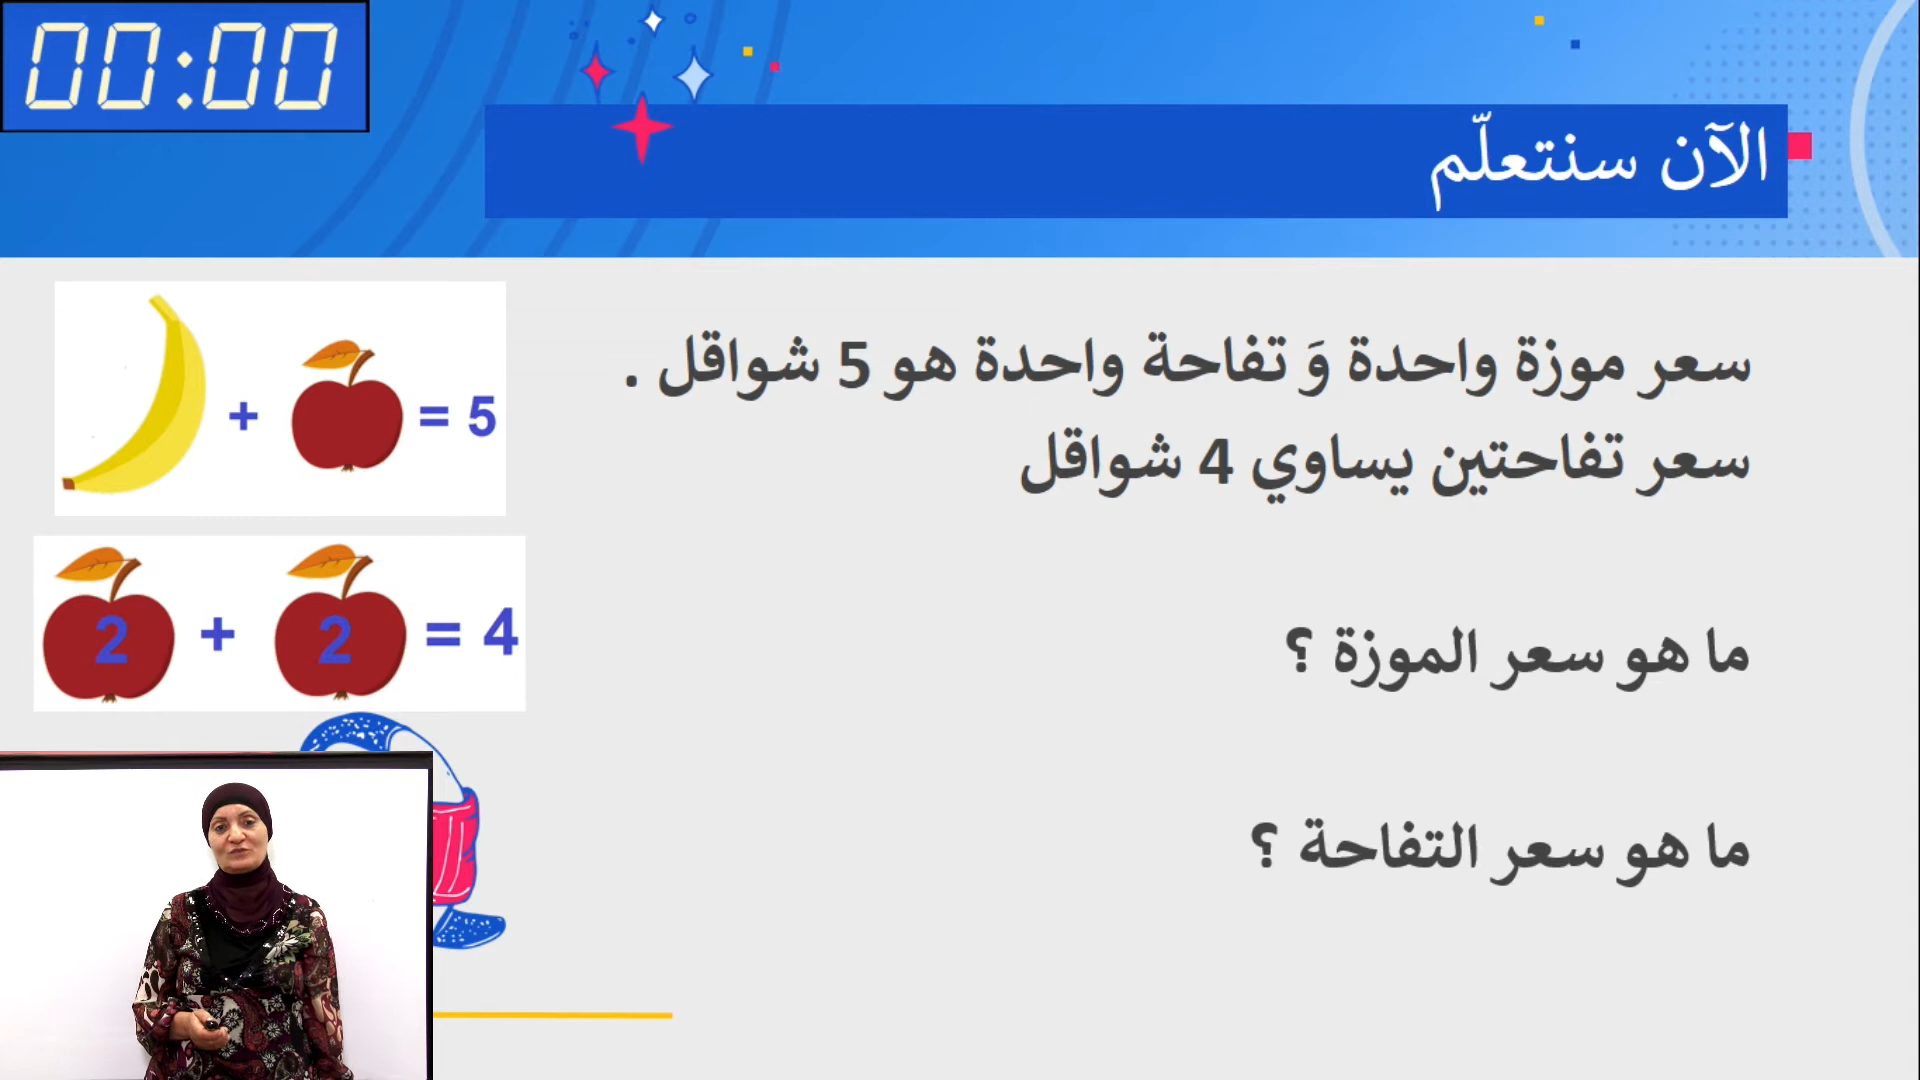 00:00
الآن سنتعلّم
سعر موزة واحدة وَ تفاحة واحدة هو 5 شواقل .
سعر تفاحتين يساوي 4 شواقل
ما هو سعر الموزة ؟
ما هو سعر التفاحة ؟
+ = 5
2 + 2 = 4